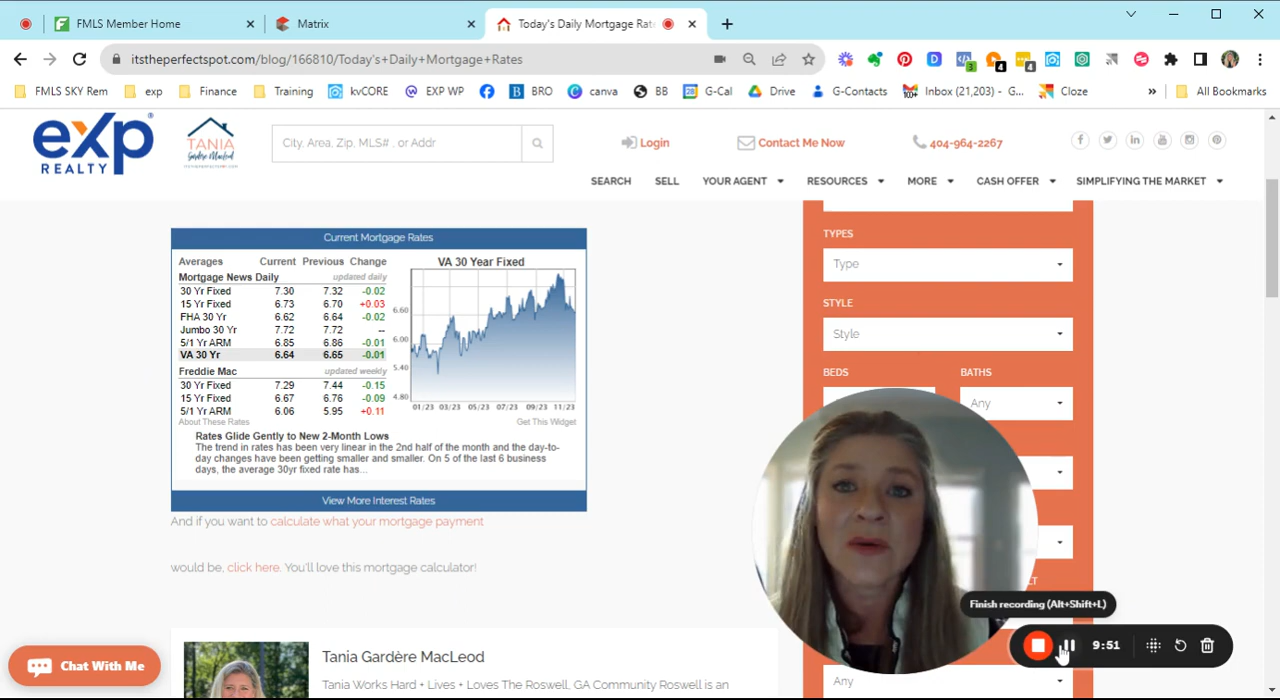 FMLS Member Home
Matrix
Today's Daily Mortgage Rat
itstheperfectspot.com/blog/166810/Today's+Daily+Mortgage+Rates
3
4
4
FMLS SKY Rem
exp
Finance
Training
kvCORE
EXP WP
BRO
canva
BB
G-Cal
Drive
G-Contacts
Inbox (21,203) - G...
Cloze
»
All Bookmarks
eXp
REALTY
TANIA
Gardère MacLeod
City, Area, Zip, MLS# , or Addr
Login
Contact Me Now
404-964-2267
SEARCH SELL YOUR AGENT RESOURCES MORE CASH OFFER SIMPLIFYING THE MARKET
Current Mortgage Rates
Averages Current Previous Change
Mortgage News Daily updated daily
30 Yr Fixed 7.30 7.32 -0.02
15 Yr Fixed 6.73 6.70 +0.03
FHA 30 Yr 6.62 6.64 -0.02
Jumbo 30 Yr 7.72 7.72 --
5/1 Yr ARM 6.85 6.86 -0.01
VA 30 Yr 6.64 6.65 -0.01
Freddie Mac updated weekly
30 Yr Fixed 7.29 7.44 -0.15
15 Yr Fixed 6.67 6.76 -0.09
5/1 Yr ARM 6.06 5.95 +0.11
About These Rates
VA 30 Year Fixed
6.60
6.00
5.40
4.80
01/23 03/23 05/23 07/23 09/23 11/23
Get This Widget
Rates Glide Gently to New 2-Month Lows
The trend in rates has been very linear in the 2nd half of the month and the day-to-
day changes have been getting smaller and smaller. On 5 of the last 6 business
days, the average 30yr fixed rate has...
View More Interest Rates
And if you want to calculate what your mortgage payment
would be, click here. You'll love this mortgage calculator!
TYPES
Type
STYLE
Style
BEDS
BATHS
Any
Finish recording (Alt+Shift+L)
9:51
Any
Chat With Me
Tania Gardère MacLeod
Tania Works Hard + Lives + Loves The Roswell, GA Community Roswell is an